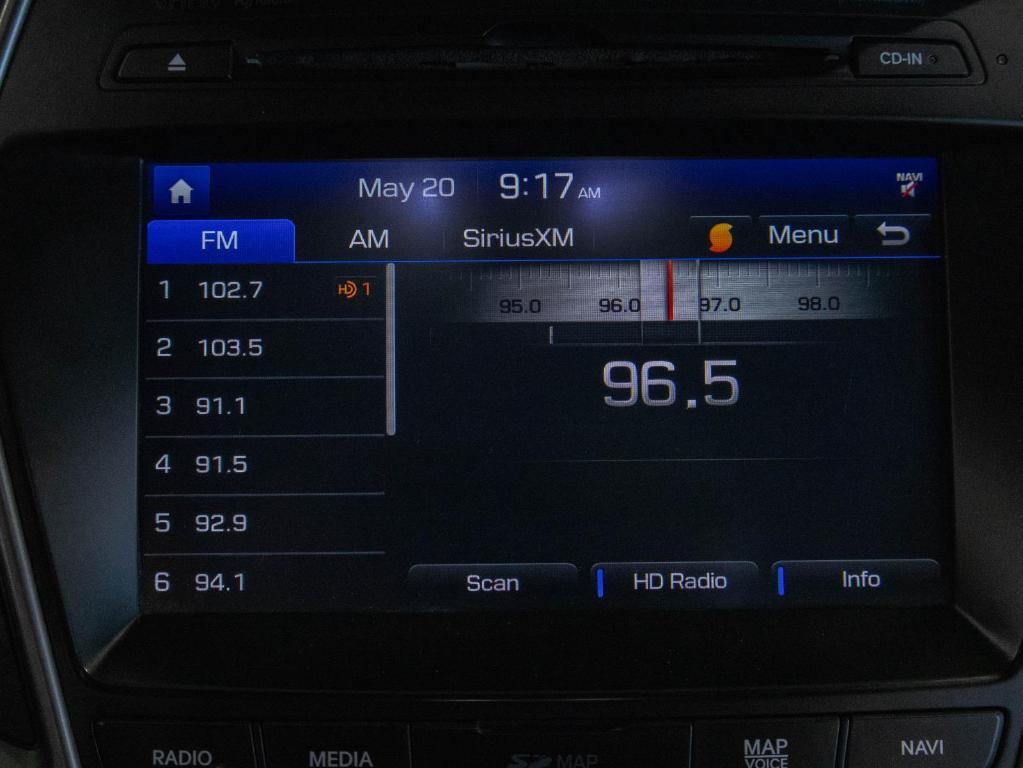 CD-IN
May 20 9:17 AM NAVI
FM AM SiriusXM Menu
1 102.7 HD 1
95.0 96.0 97.0 98.0
2 103.5
96.5
3 91.1
4 91.5
5 92.9
6 94.1
Scan HD Radio Info
RADIO MEDIA SD MAP MAP VOICE NAVI